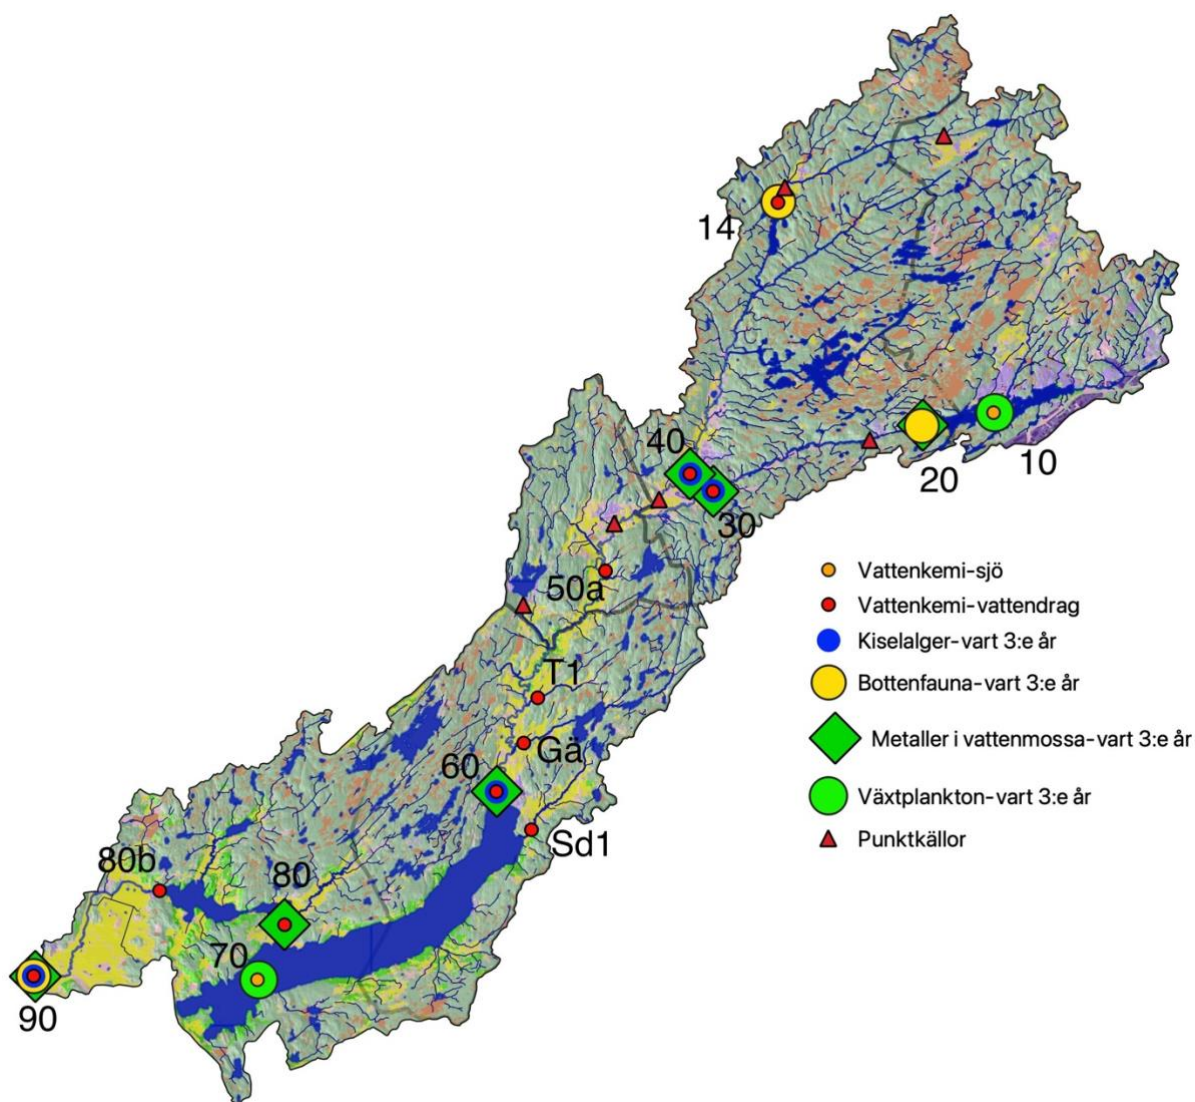 14
40
10
20
30
50a
T1
Gä
60
Sd1
80b
80
70
90
Vattenkemi-sjö
Vattenkemi-vattendrag
Kiselalger-vart 3:e år
Bottenfauna-vart 3:e år
Metaller i vattenmossa-vart 3:e år
Växtplankton-vart 3:e år
Punktkällor